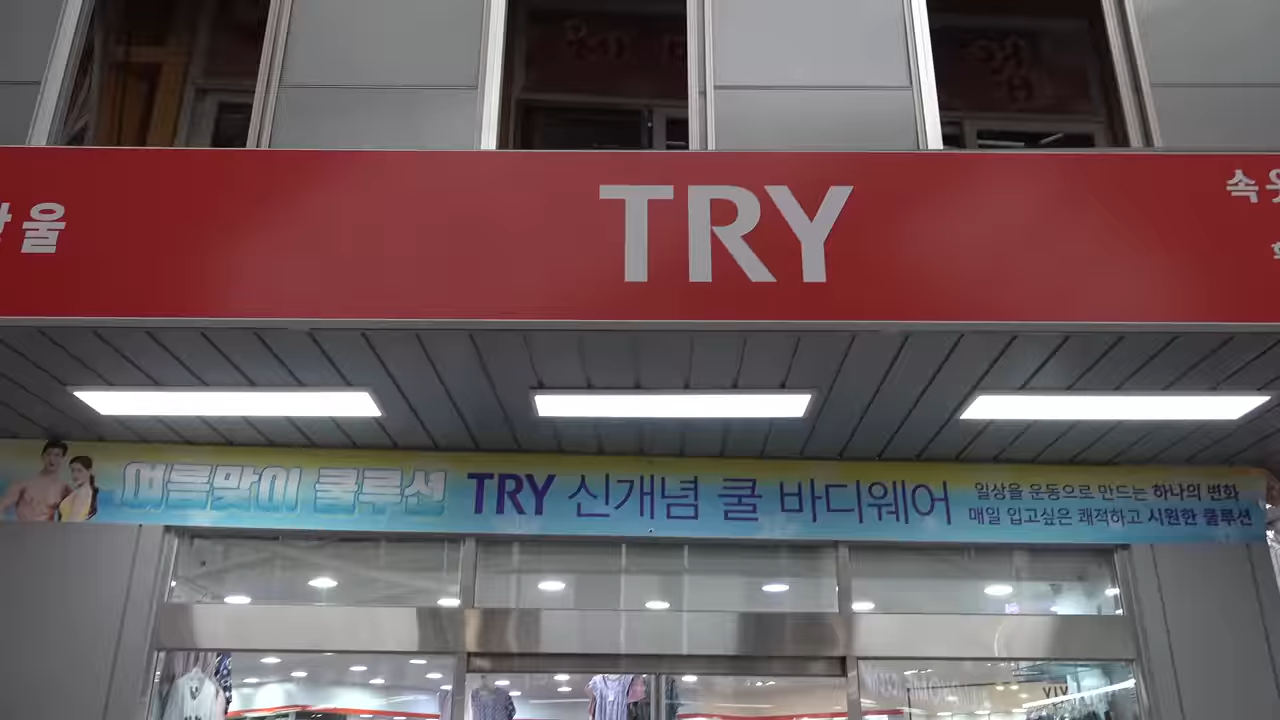 울
TRY
속
여름맞이 쿨루션 TRY 신개념 쿨 바디웨어
일상을 운동으로 만드는 하나의 변화
매일 입고싶은 쾌적하고 시원한 쿨루션